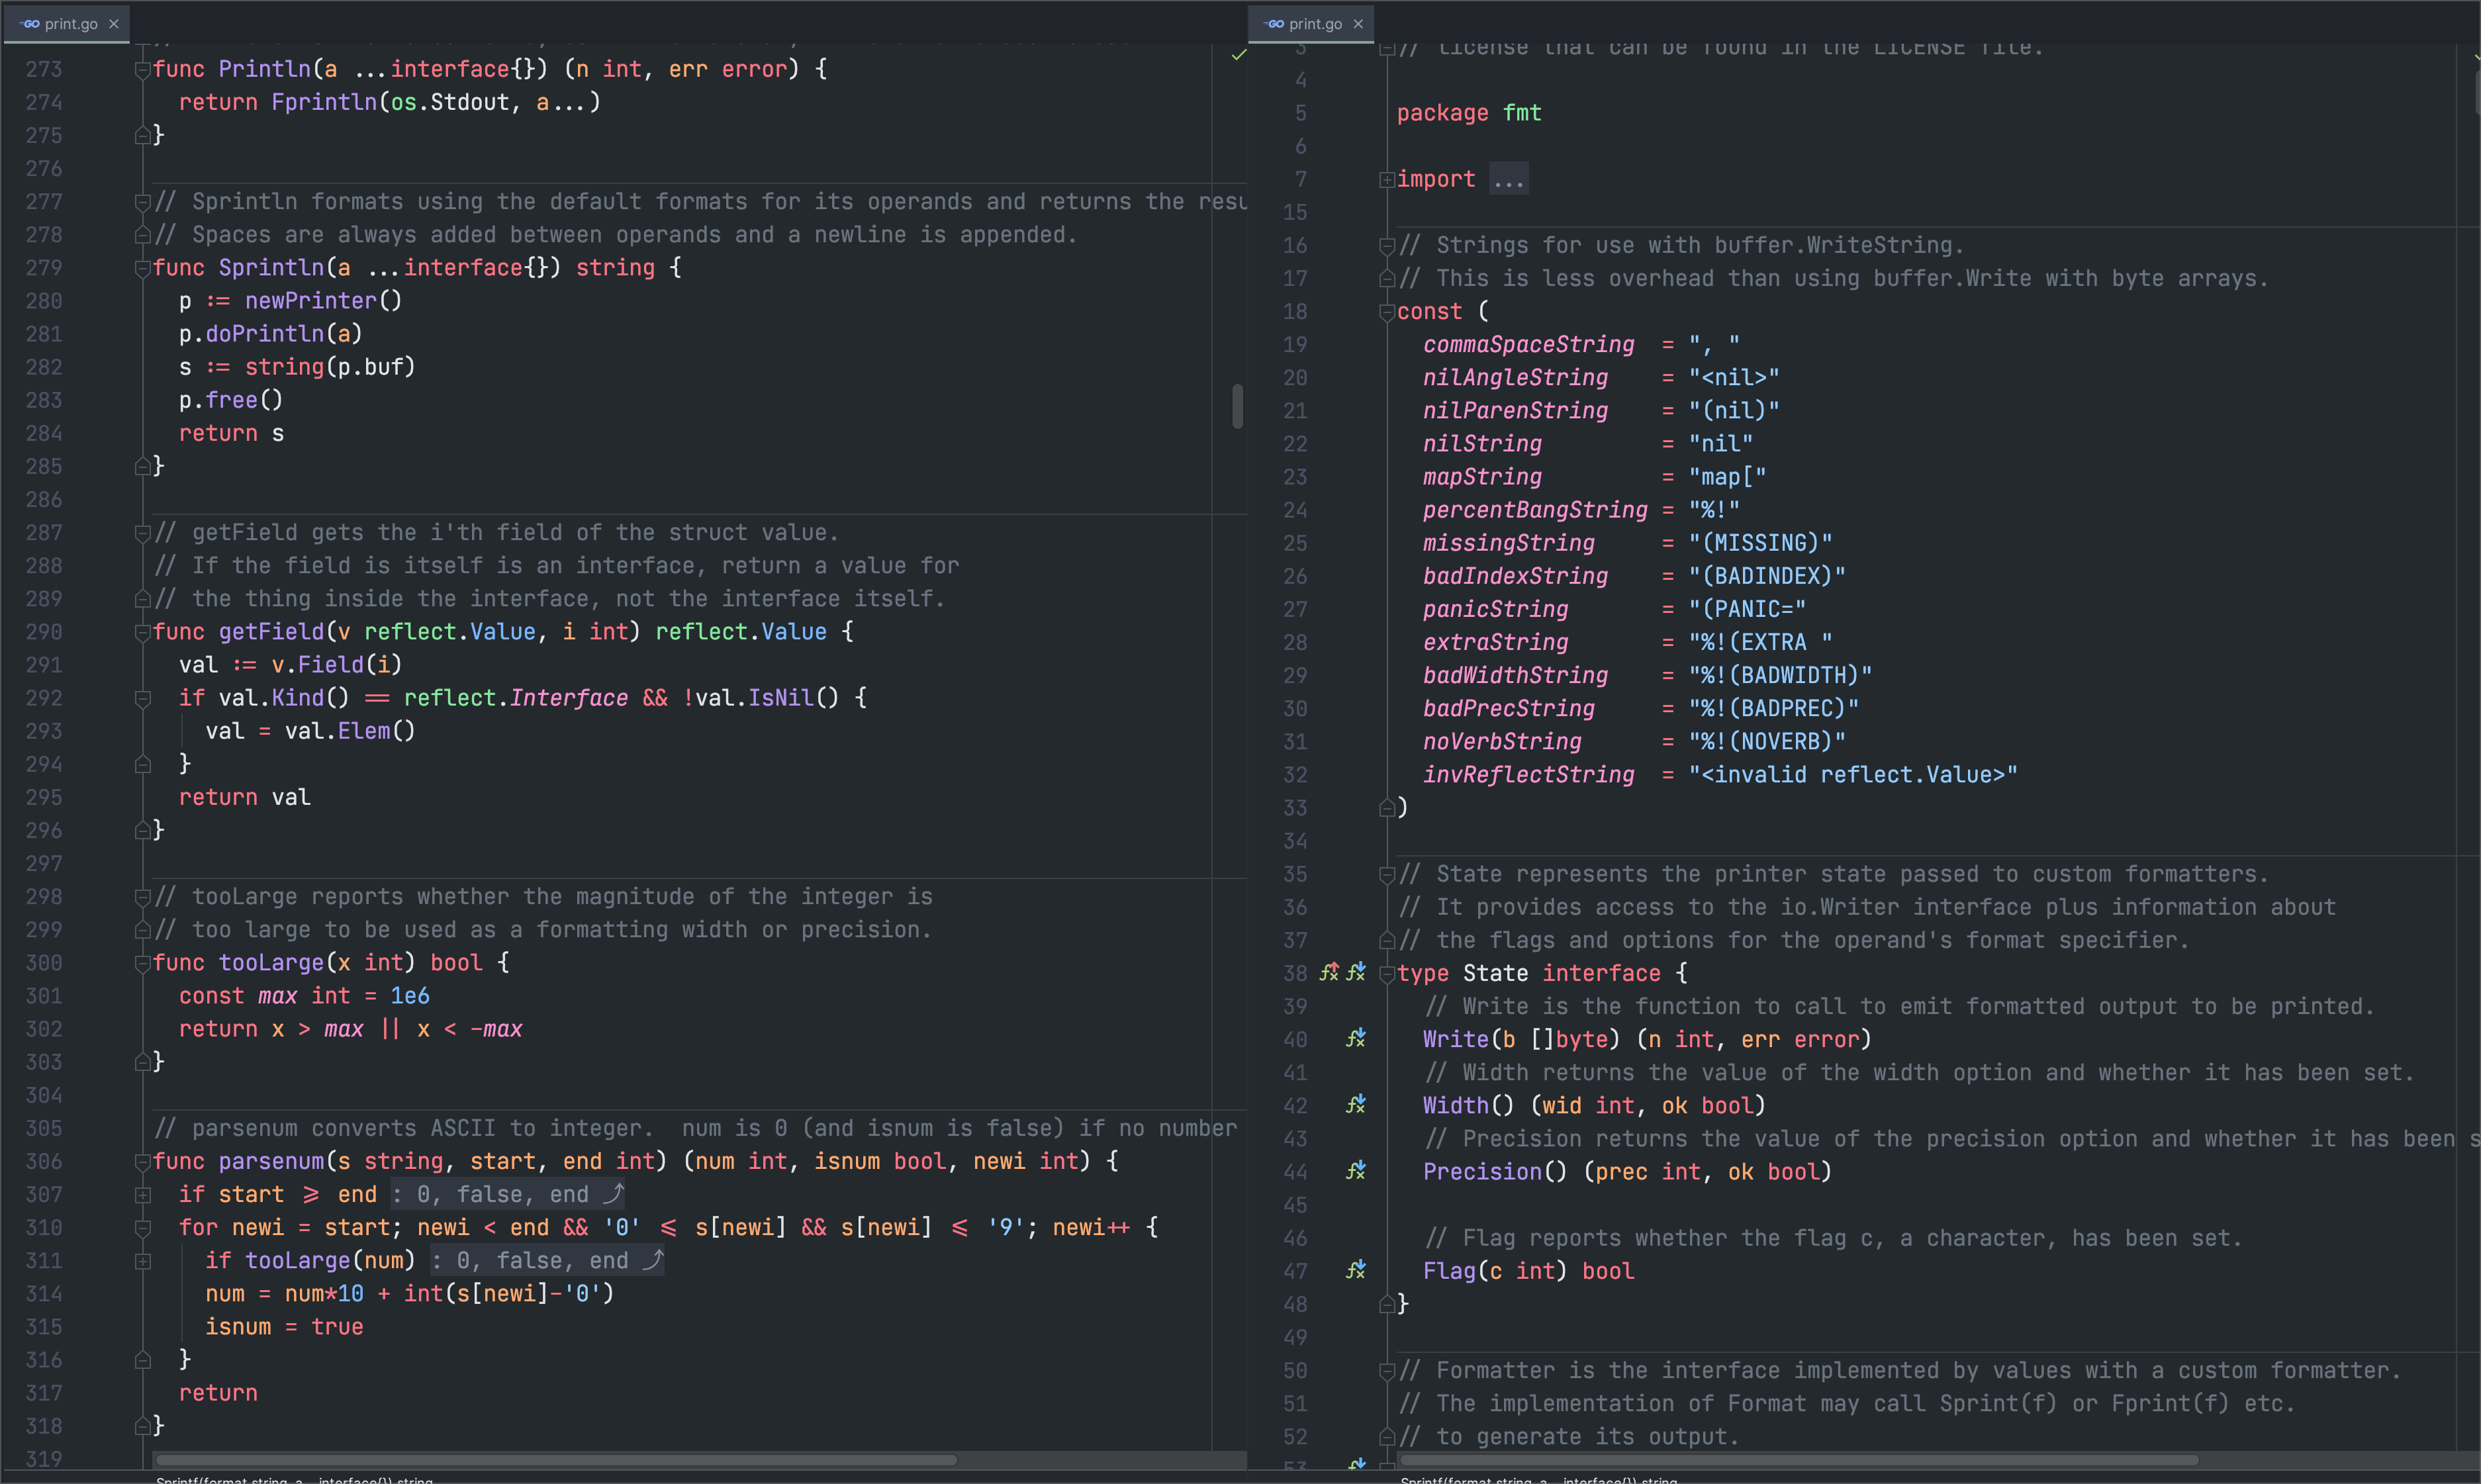 print.go
273 func Println(a ...interface{}) (n int, err error) {
274 return Fprintln(os.Stdout, a...)
275 }
276
277 // Sprintln formats using the default formats for its operands and returns the resu
278 // Spaces are always added between operands and a newline is appended.
279 func Sprintln(a ...interface{}) string {
280 p := newPrinter()
281 p.doPrintln(a)
282 s := string(p.buf)
283 p.free()
284 return s
285 }
286
287 // getField gets the i'th field of the struct value.
288 // If the field is itself is an interface, return a value for
289 // the thing inside the interface, not the interface itself.
290 func getField(v reflect.Value, i int) reflect.Value {
291 val := v.Field(i)
292 if val.Kind() == reflect.Interface && !val.IsNil() {
293 val = val.Elem()
294 }
295 return val
296 }
297
298 // tooLarge reports whether the magnitude of the integer is
299 // too large to be used as a formatting width or precision.
300 func tooLarge(x int) bool {
301 const max int = 1e6
302 return x > max || x < -max
303 }
304
305 // parsenum converts ASCII to integer.  num is 0 (and isnum is false) if no number
306 func parsenum(s string, start, end int) (num int, isnum bool, newi int) {
307 if start >= end : 0, false, end ⤴
310 for newi = start; newi < end && '0' <= s[newi] && s[newi] <= '9'; newi++ {
311 if tooLarge(num) : 0, false, end ⤴
314 num = num*10 + int(s[newi]-'0')
315 isnum = true
316 }
317 return
318 }
319
Sprintf(format string, a ...interface{}) string
print.go
3 // license that can be found in the LICENSE file.
4
5 package fmt
6
7 import ...
15
16 // Strings for use with buffer.WriteString.
17 // This is less overhead than using buffer.Write with byte arrays.
18 const (
19 commaSpaceString = ", "
20 nilAngleString = "<nil>"
21 nilParenString = "(nil)"
22 nilString = "nil"
23 mapString = "map["
24 percentBangString = "%!"
25 missingString = "(MISSING)"
26 badIndexString = "(BADINDEX)"
27 panicString = "(PANIC="
28 extraString = "%!(EXTRA "
29 badWidthString = "%!(BADWIDTH)"
30 badPrecString = "%!(BADPREC)"
31 noVerbString = "%!(NOVERB)"
32 invReflectString = "<invalid reflect.Value>"
33 )
34
35 // State represents the printer state passed to custom formatters.
36 // It provides access to the io.Writer interface plus information about
37 // the flags and options for the operand's format specifier.
38 type State interface {
39 // Write is the function to call to emit formatted output to be printed.
40 Write(b []byte) (n int, err error)
41 // Width returns the value of the width option and whether it has been set.
42 Width() (wid int, ok bool)
43 // Precision returns the value of the precision option and whether it has been s
44 Precision() (prec int, ok bool)
45
46 // Flag reports whether the flag c, a character, has been set.
47 Flag(c int) bool
48 }
49
50 // Formatter is the interface implemented by values with a custom formatter.
51 // The implementation of Format may call Sprint(f) or Fprint(f) etc.
52 // to generate its output.
53
Sprintf(format string, a ...interface{}) string